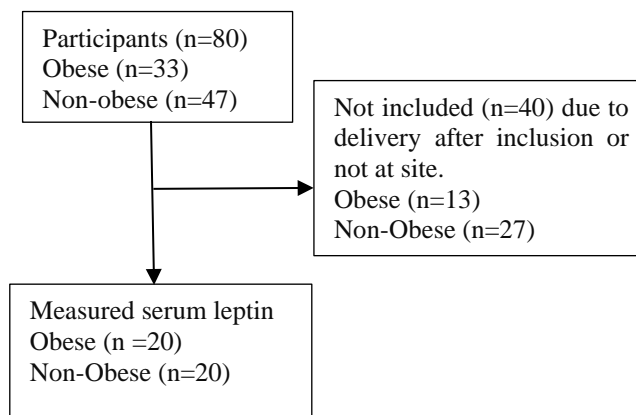 Participants (n=80)
Obese (n=33)
Non-obese (n=47)
Not included (n=40) due to
delivery after inclusion or
not at site.
Obese (n=13)
Non-Obese (n=27)
Measured serum leptin
Obese (n =20)
Non-Obese (n=20)